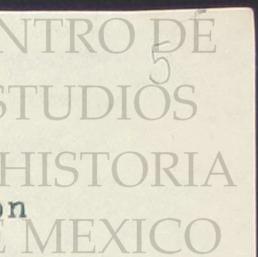 NTRO DE
5
STUDIOS
HISTORIA
on
E MEXICO